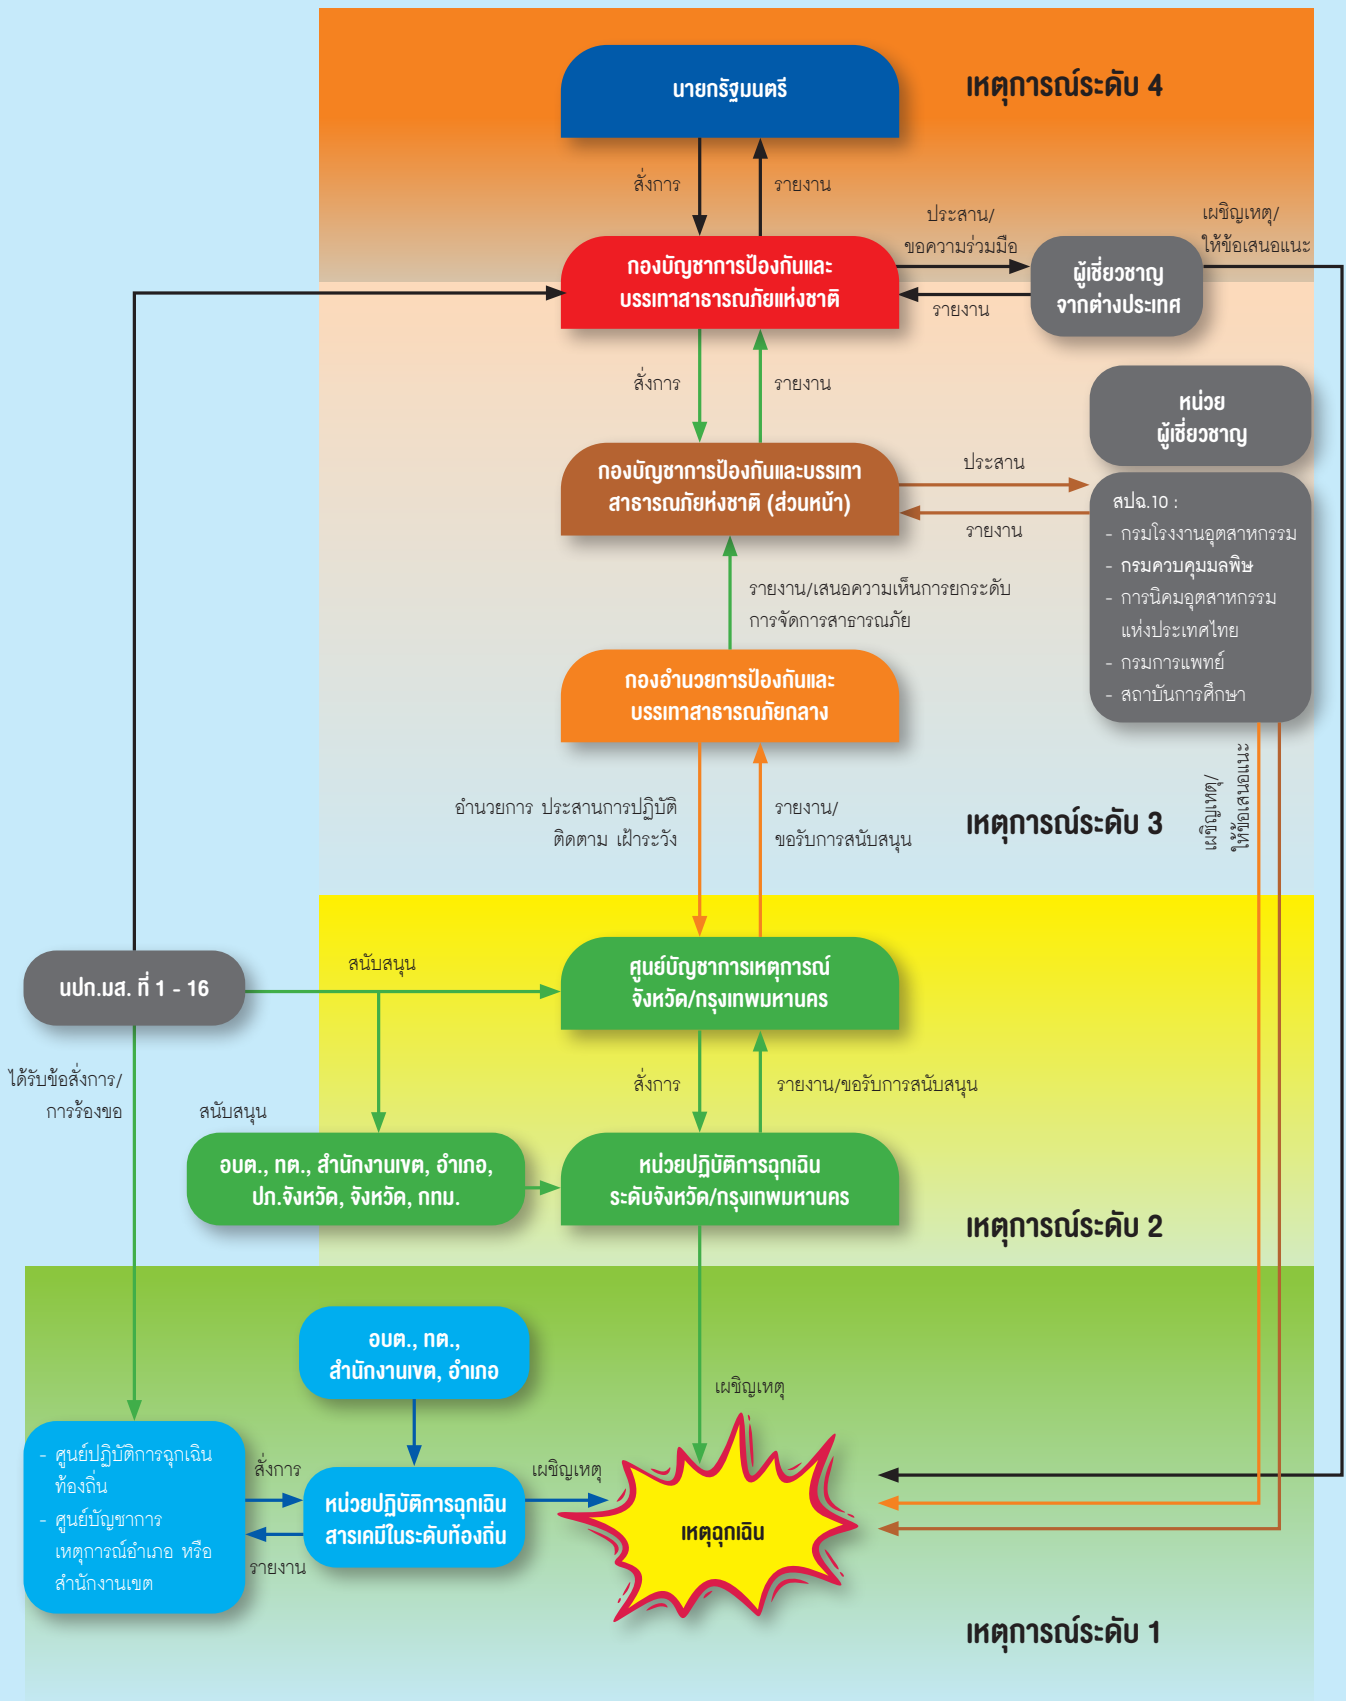 เหตุการณ์ระดับ 4
นายกรัฐมนตรี
สั่งการ
รายงาน
ประสาน/
ขอความร่วมมือ
เผชิญเหตุ/
ให้ข้อเสนอแนะ
กองบัญชาการป้องกันและ
บรรเทาสาธารณภัยแห่งชาติ
ผู้เชี่ยวชาญ
จากต่างประเทศ
รายงาน
สั่งการ
รายงาน
หน่วย
ผู้เชี่ยวชาญ
กองบัญชาการป้องกันและบรรเทา
สาธารณภัยห่งชาติ (ส่วนหน้า)
ประสาน
รายงาน
สปฉ.10 :
- กรมโรงงานอุตสาหกรรม
- กรมควบคุมมลพิษ
- การนิคมอุตสาหกรรม
แห่งประเทศไทย
- กรมการแพทย์
- สถาบันการศึกษา
รายงาน/เสนอความเห็นการยกระดับ
การจัดการสาธารณภัย
กองอำนวยการป้องกันและ
บรรเทาสาธารณภัยกลาง
อำนวยการ ประสานการปฏิบัติ
ติดตาม เฝ้าระวัง
รายงาน/
ขอรับการสนับสนุน
เหตุการณ์ระดับ 3
เผชิญเหตุ/
ให้ข้อเสนอแนะ
นปก.มส. ที่ 1 - 16
สนับสนุน
ศูนย์บัญชาการเหตุการณ์
จังหวัด/กรุงเทพมหานคร
ได้รับข้อสั่งการ/
การร้องขอ
สนับสนุน
สั่งการ
รายงาน/ขอรับการสนับสนุน
อบต., ทต., สำนักงานเขต, อำเภอ,
ปภ.จังหวัด, จังหวัด, กทม.
หน่วยปฏิบัติการฉุกเฉิน
ระดับจังหวัด/กรุงเทพมหานคร
เหตุการณ์ระดับ 2
อบต., ทต.,
สำนักงานเขต, อำเภอ
เผชิญเหตุ
- ศูนย์ปฏิบัติการฉุกเฉิน
ท้องถิ่น
- ศูนย์บัญชาการ
เหตุการณ์อำเภอ หรือ
สำนักงานเขต
สั่งการ
รายงาน
หน่วยปฏิบัติการฉุกเฉิน
สารเคมีในระดับท้องถิ่น
เผชิญเหตุ
เหตุฉุกเฉิน
เหตุการณ์ระดับ 1